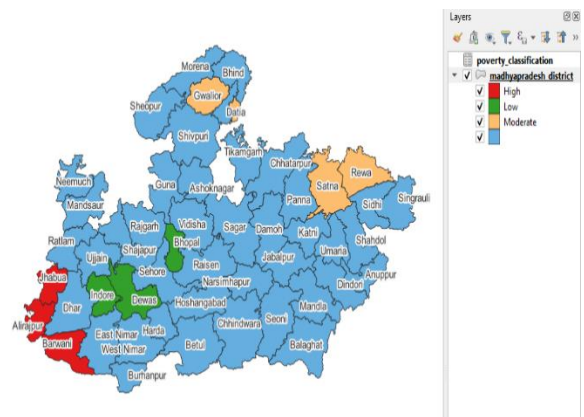 Layers
poverty_classification
madhyapradesh_district
High
Low
Moderate
Morena
Bhind
Gwalior
Sheopur
Datia
Shivpuri
Tikamgarh
Chhatarpur
Rewa
Neemuch
Guna
Ashoknagar
Panna
Satna
Sidhi
Singrauli
Mandsaur
Rajgarh
Vidisha
Sagar
Damoh
Katni
Shahdol
Ratlam
Ujjain
Shajapur
Bhopal
Umaria
Jhabua
Sehore
Raisen
Jabalpur
Anuppur
Indore
Dewas
Narsimhapur
Dindori
Alirajpur
Dhar
Hoshangabad
Mandla
Barwani
East Nimar
Harda
Chhindwara
Seoni
West Nimar
Betul
Balaghat
Burhanpur